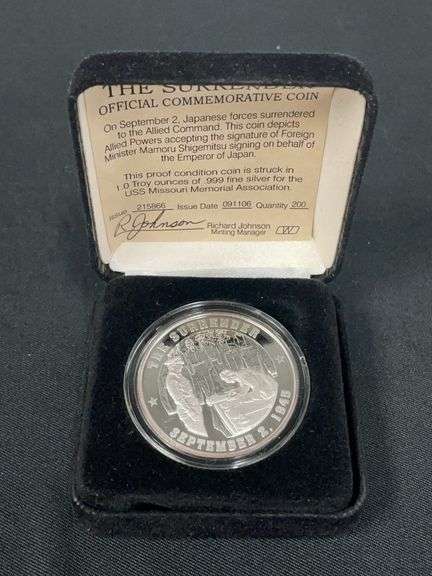 THE SURRENDER
OFFICIAL COMMEMORATIVE COIN
On September 2, Japanese forces surrendered
to the Allied Command. This coin depicts
Allied Powers accepting the signature of Foreign
Minister Mamoru Shigemitsu signing on behalf of
the Emperor of Japan.
This proof condition coin is struck in
1.0 Troy ounces of .999 fine silver for the
USS Missouri Memorial Association.
Issue 215866 Issue Date 091106 Quantity 200
R Johnson Richard Johnson
Minting Manager W
THE SURRENDER
SEPTEMBER 2, 1945